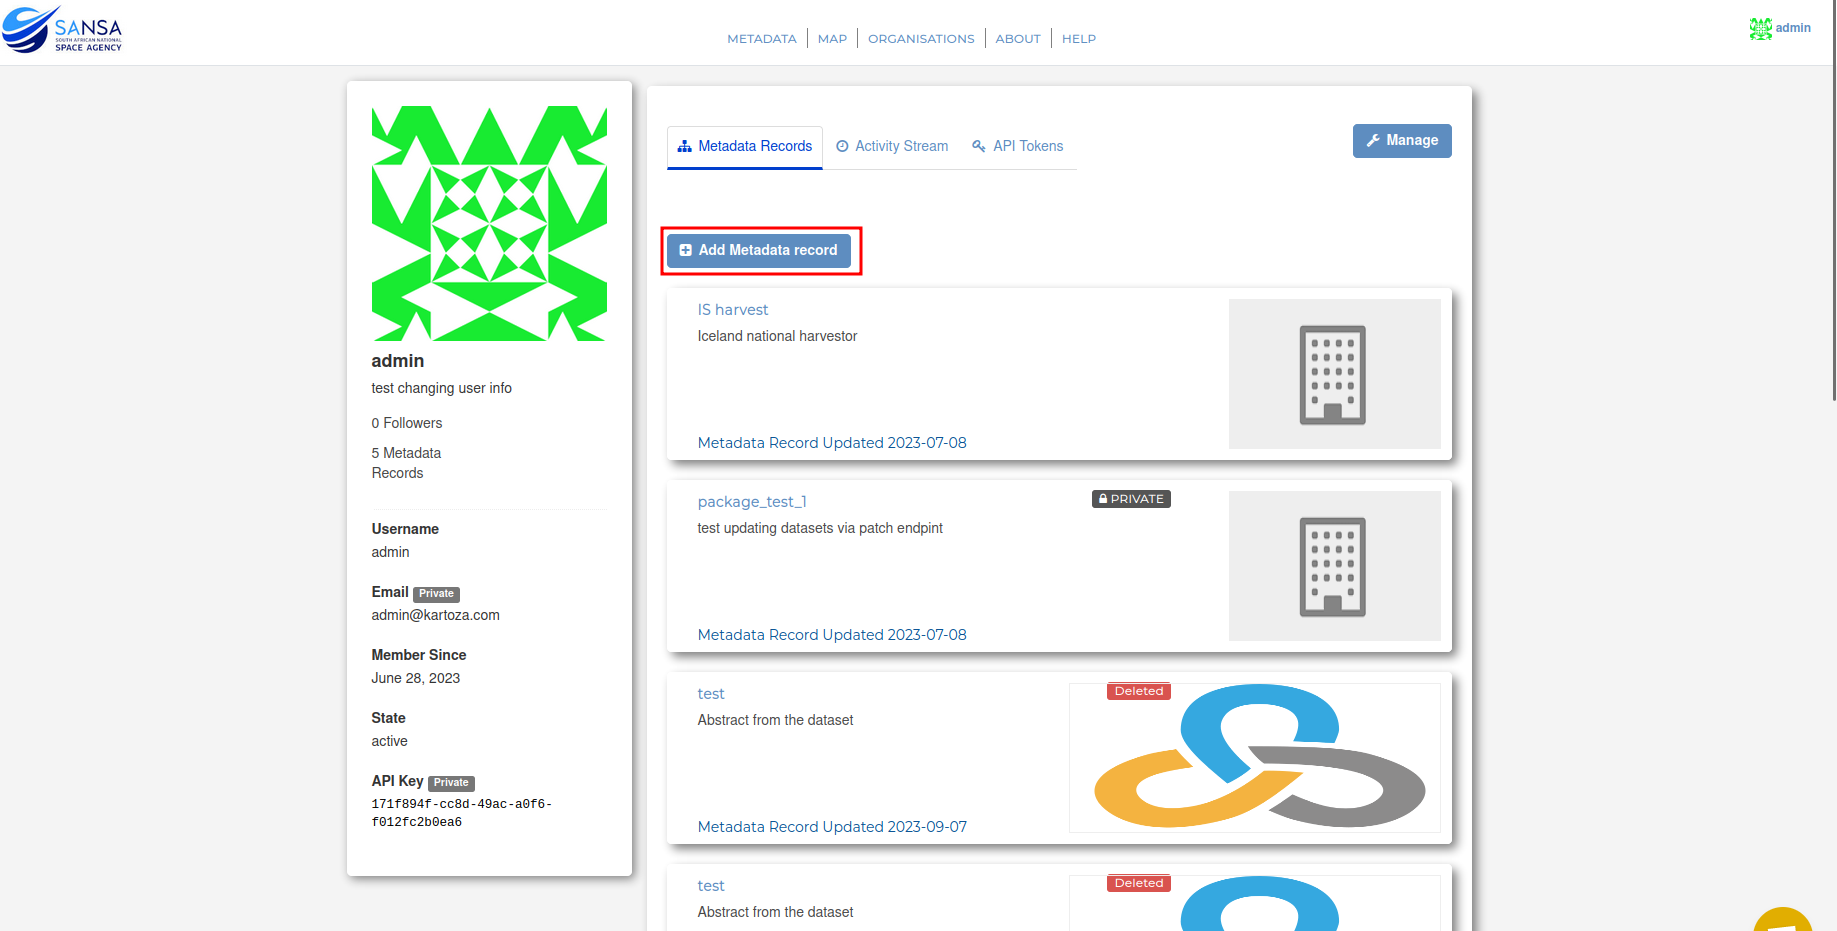 SANSA
SOUTH AFRICAN NATIONAL
SPACE AGENCY
METADATA
MAP
ORGANISATIONS
ABOUT
HELP
admin
admin
test changing user info
0 Followers
5 Metadata
Records
Username
admin
Email Private
admin@kartoza.com
Member Since
June 28, 2023
State
active
API Key Private
171f894f-cc8d-49ac-a0f6-
f012fc2b0ea6
Metadata Records
Activity Stream
API Tokens
Manage
Add Metadata record
IS harvest
Iceland national harvestor
Metadata Record Updated 2023-07-08
package_test_1
PRIVATE
test updating datasets via patch endpint
Metadata Record Updated 2023-07-08
test
Deleted
Abstract from the dataset
Metadata Record Updated 2023-09-07
test
Deleted
Abstract from the dataset